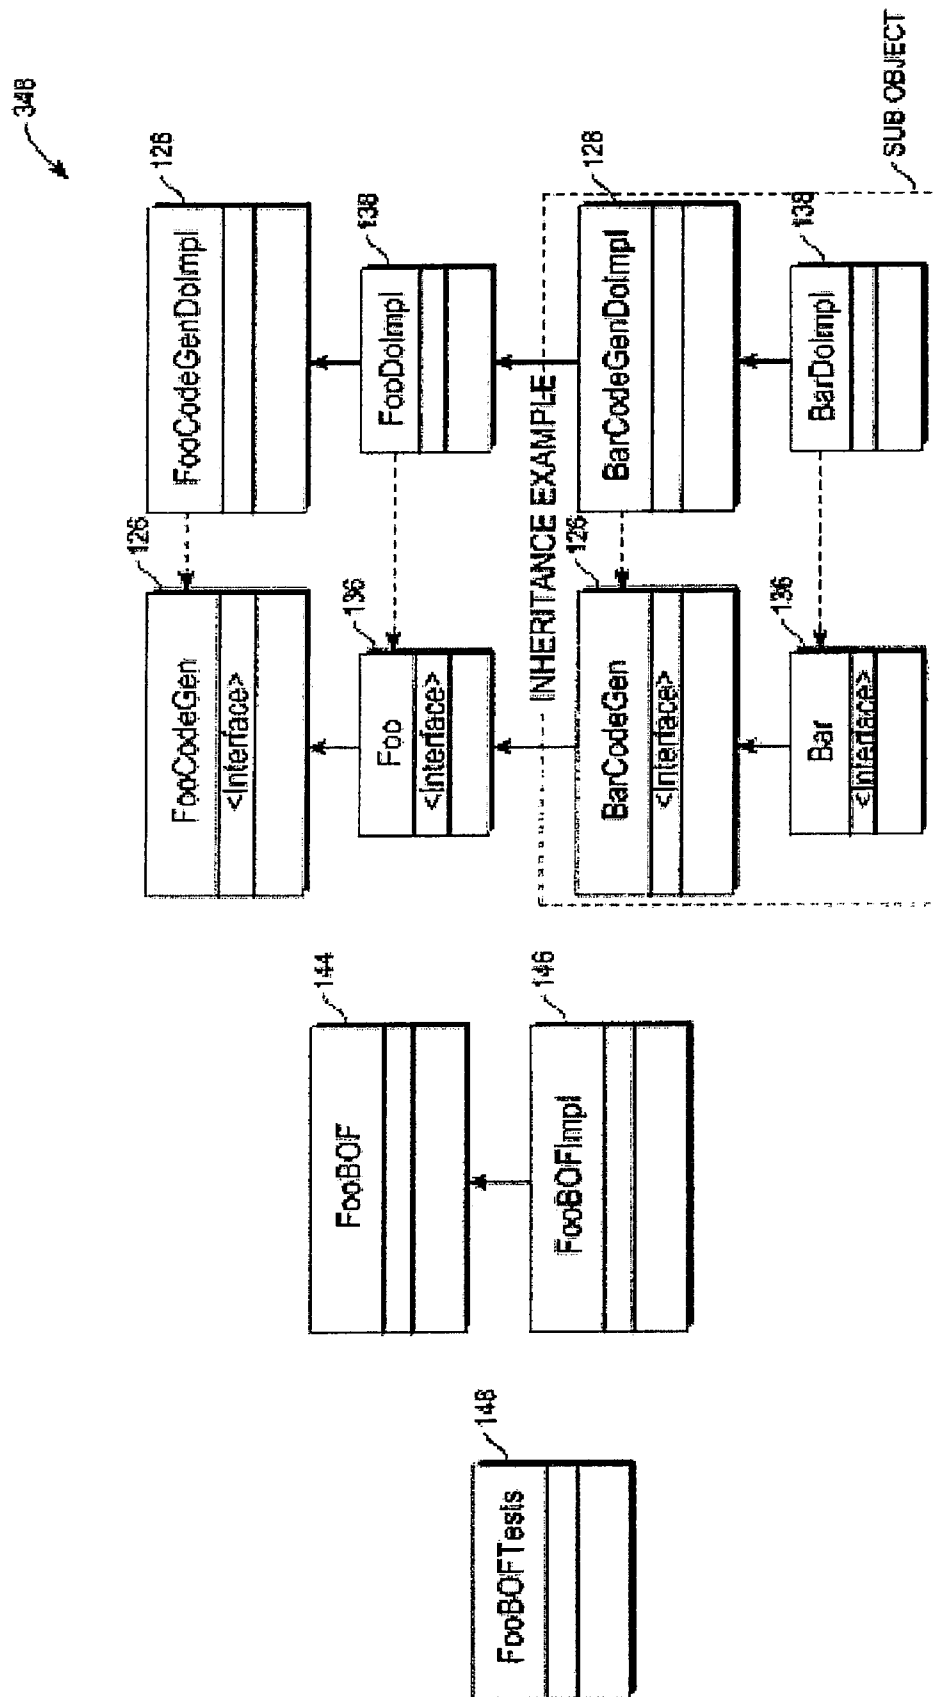 348
FooCodeGen
<Interface>
126
FooCodeGenDoImpl
128
FooBOF
144
Foo
<Interface>
136
FooDoImpl
138
FooBOFTests
148
FooBOFImpl
146
INHERITANCE EXAMPLE
BarCodeGen
<Interface>
126
BarCodeGenDoImpl
128
Bar
<Interface>
136
BarDoImpl
138
SUB OBJECT